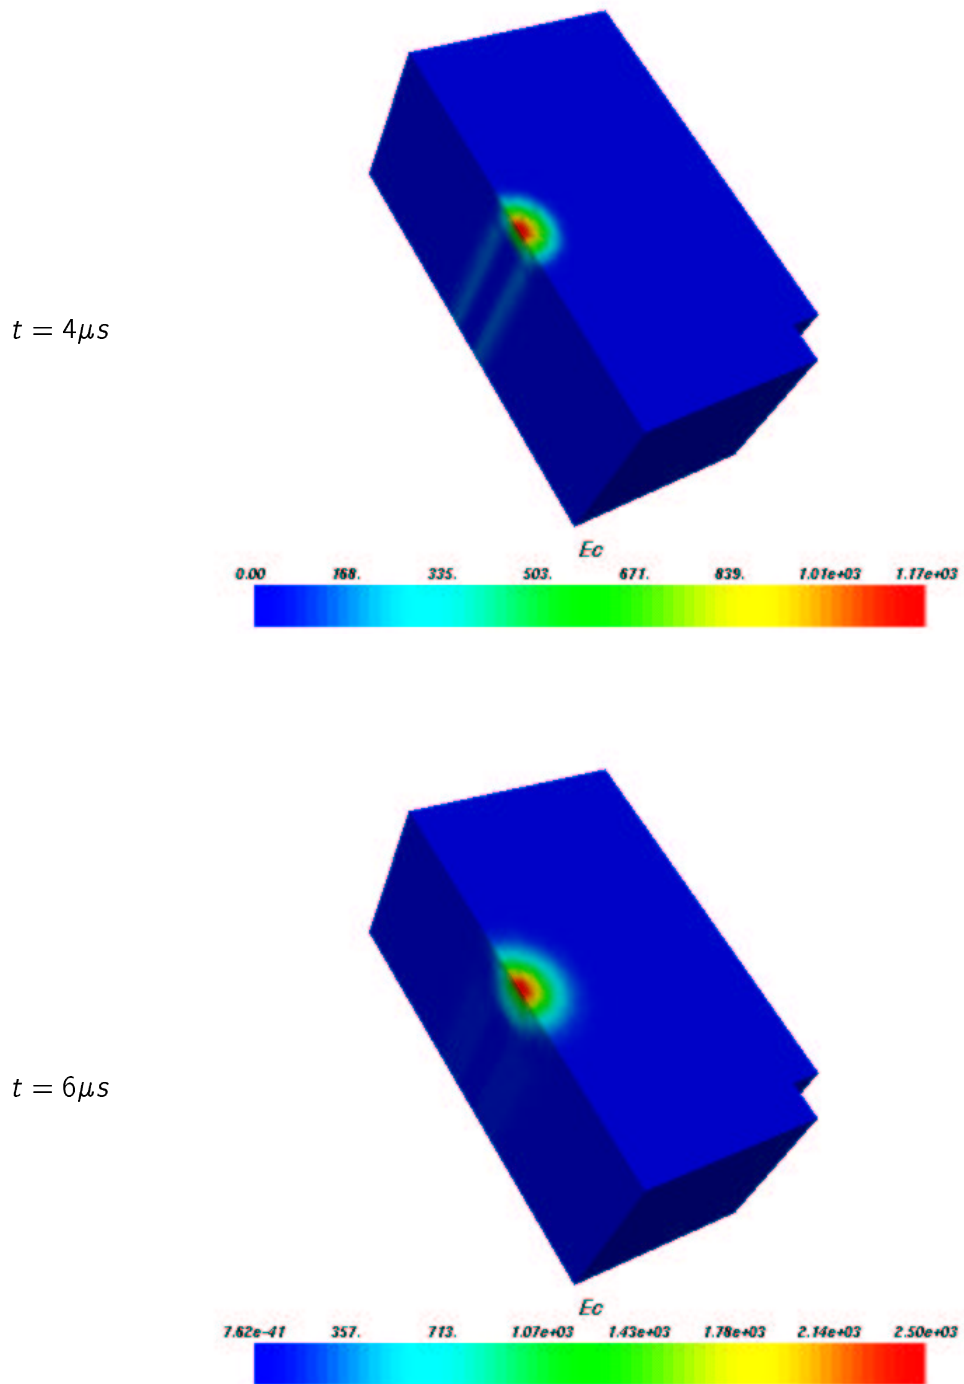 t = 4μs
Ec
0.00 168. 335. 503. 671. 839. 1.01e+03 1.17e+03
t = 6μs
Ec
7.62e-41 357. 713. 1.07e+03 1.43e+03 1.78e+03 2.14e+03 2.50e+03